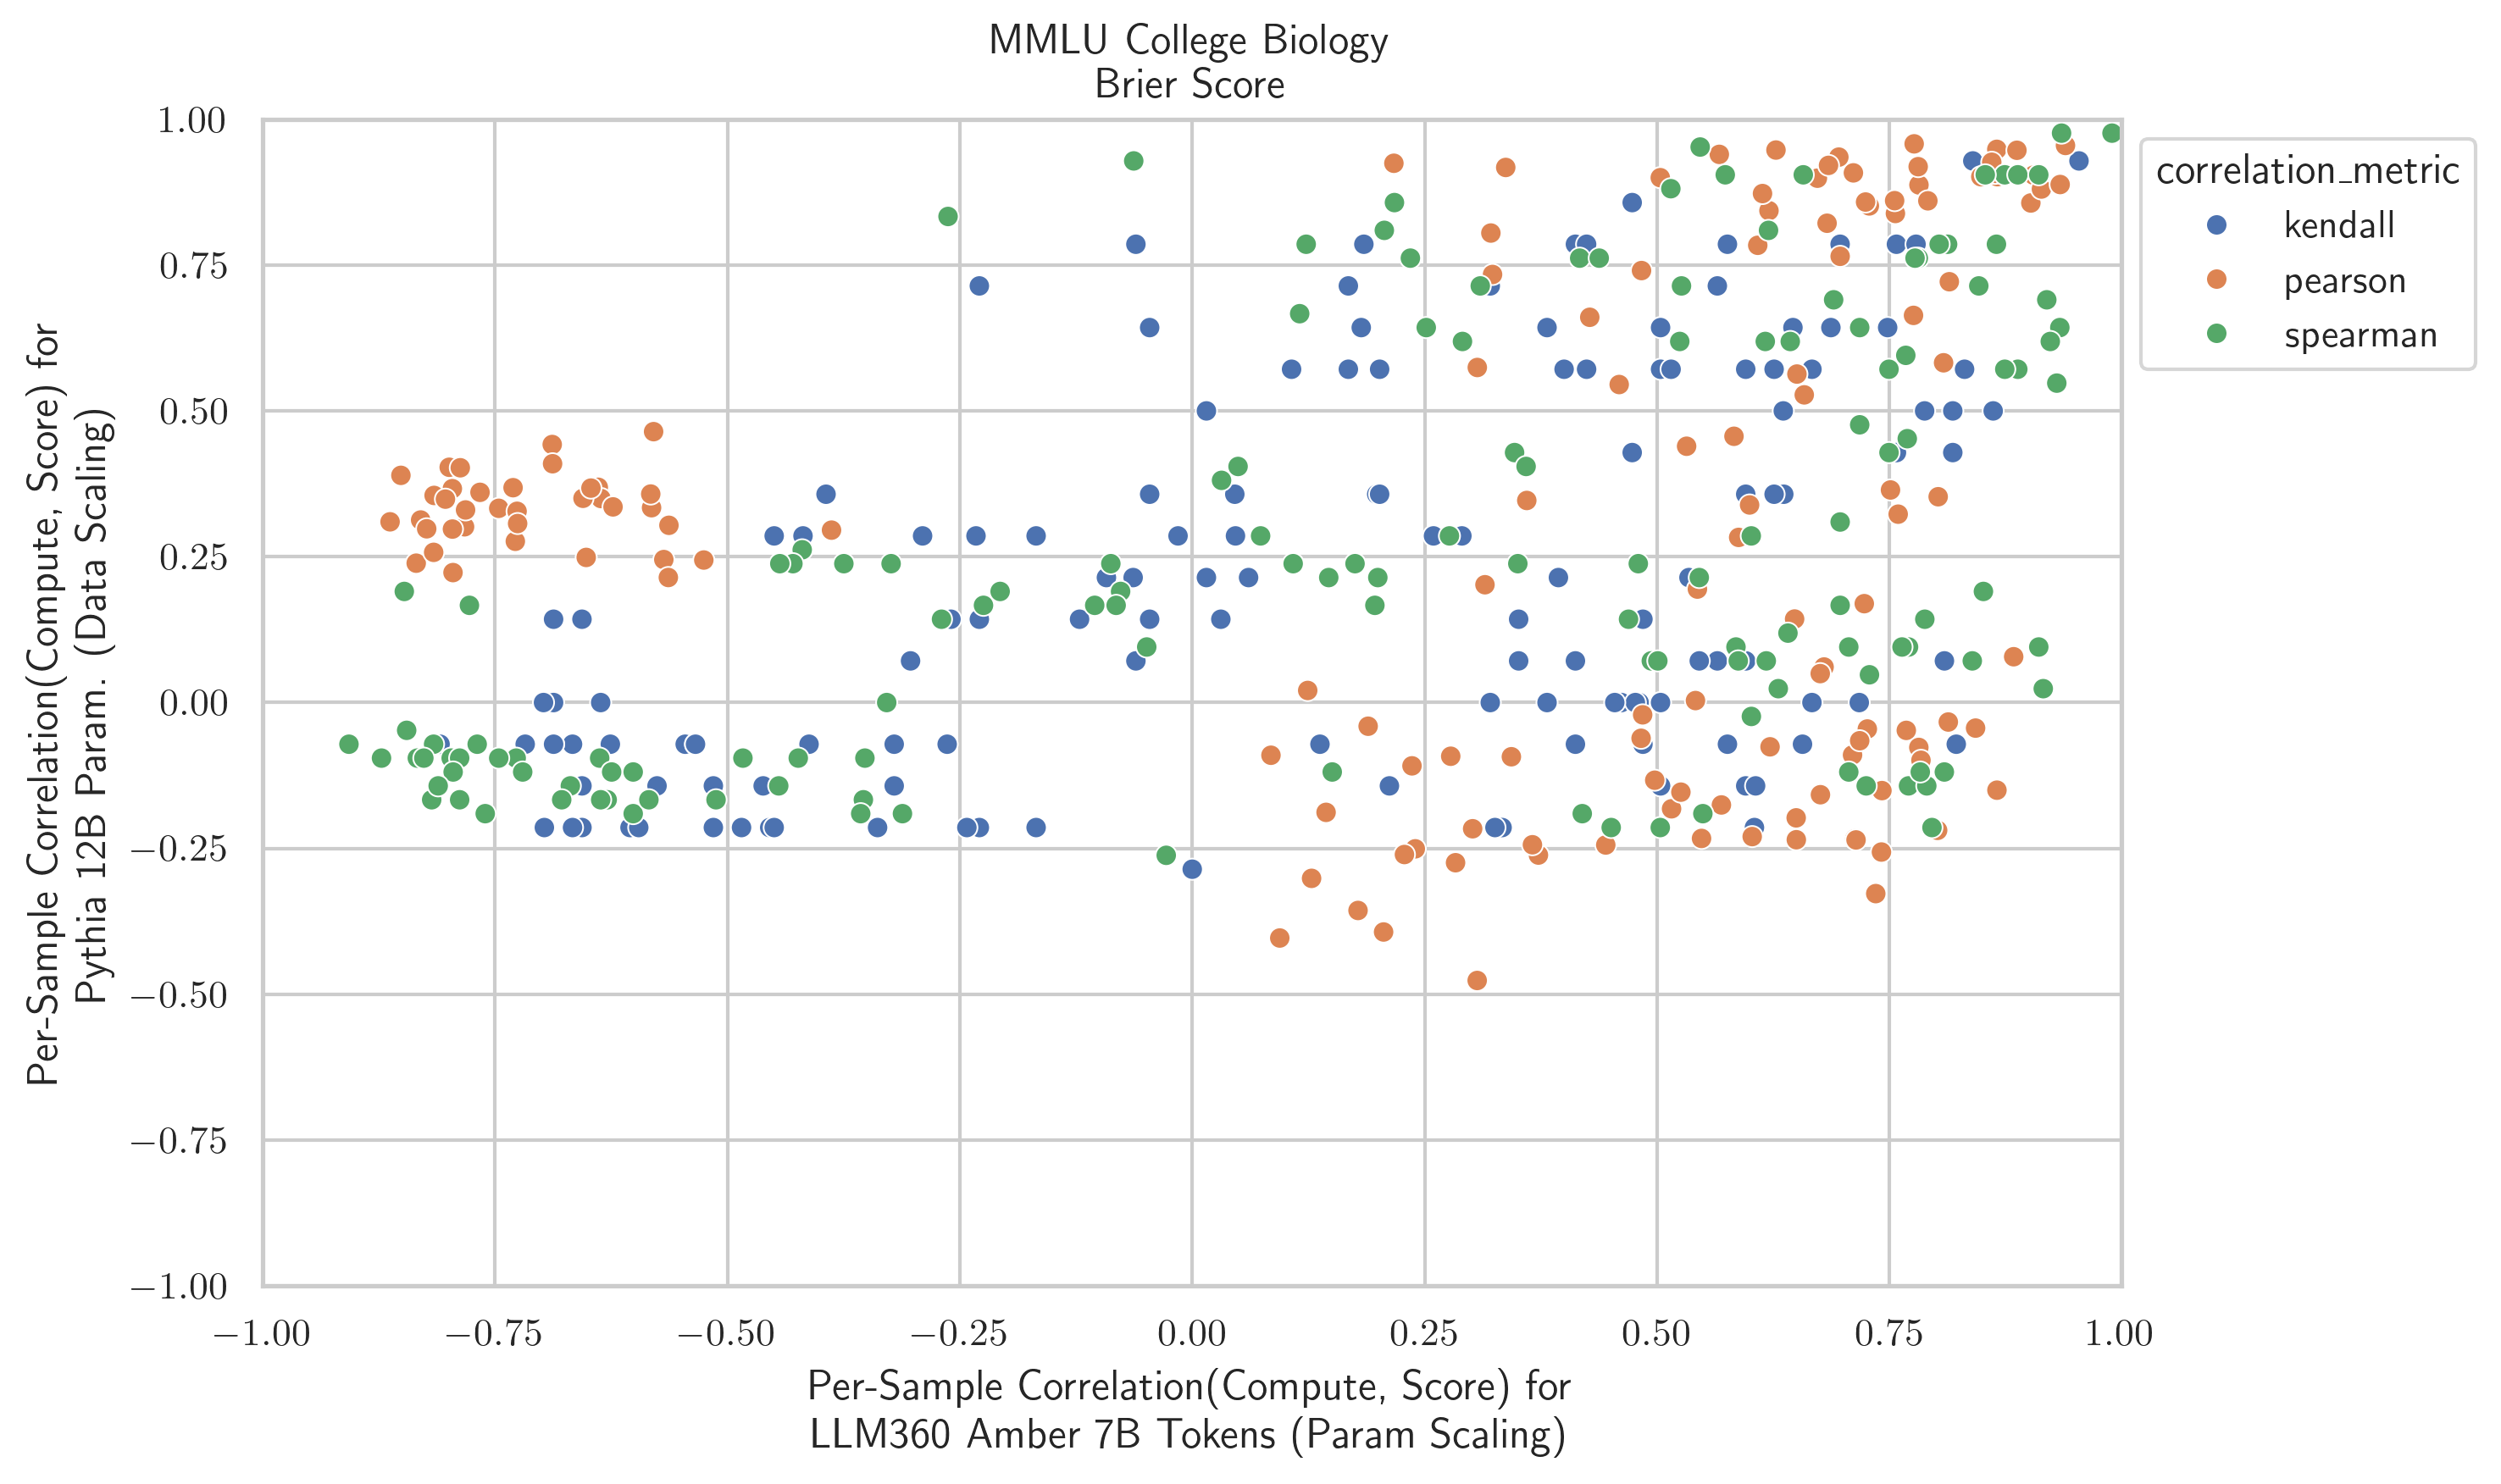 MMLU College Biology
Brier Score
Per-Sample Correlation(Compute, Score) for
Pythia 12B Param. (Data Scaling)
1.00
0.75
0.50
0.25
0.00
−0.25
−0.50
−0.75
−1.00
−1.00
−0.75
−0.50
−0.25
0.00
0.25
0.50
0.75
1.00
Per-Sample Correlation(Compute, Score) for
LLM360 Amber 7B Tokens (Param Scaling)
correlation_metric
kendall
pearson
spearman